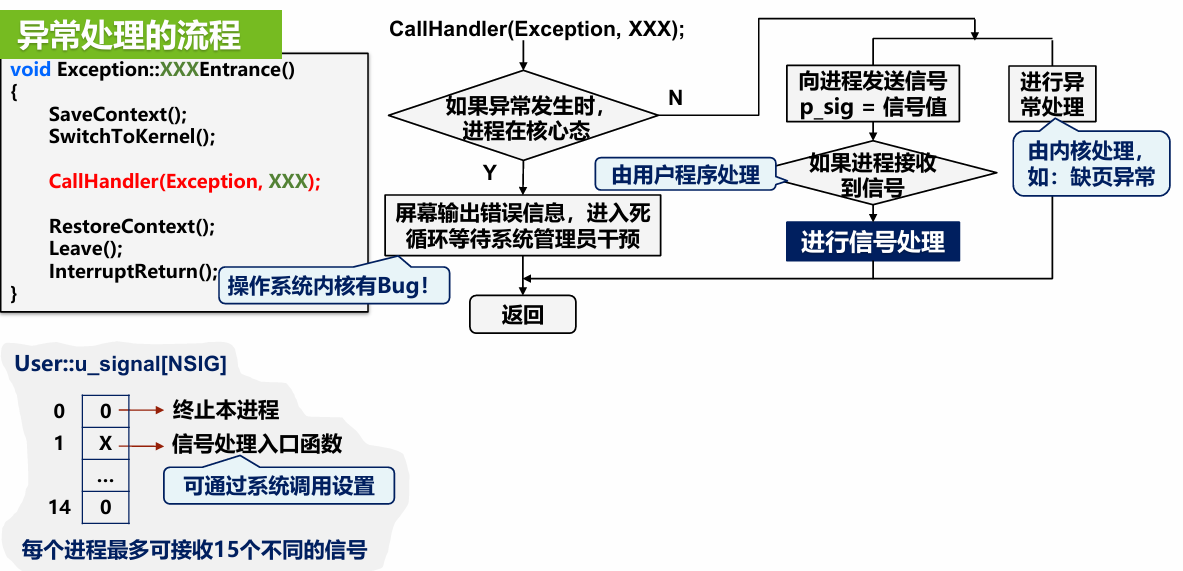 异常处理的流程
void Exception::XXXEntrance()
{
SaveContext();
SwitchToKernel();
CallHandler(Exception, XXX);
RestoreContext();
Leave();
InterruptReturn();
}
操作系统内核有Bug！
CallHandler(Exception, XXX);
如果异常发生时，
进程在核心态
N
Y
屏幕输出错误信息，进入死
循环等待系统管理员干预
返回
向进程发送信号
p_sig = 信号值
由用户程序处理
如果进程接收
到信号
进行信号处理
进行异
常处理
由内核处理，
如：缺页异常
User::u_signal[NSIG]
0 0 终止本进程
1 X 信号处理入口函数
...
可通过系统调用设置
14 0
每个进程最多可接收15个不同的信号